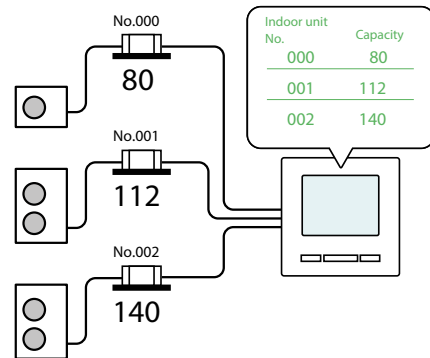 No.000
80
No.001
112
No.002
140
Indoor unit
No. Capacity
000 80
001 112
002 140